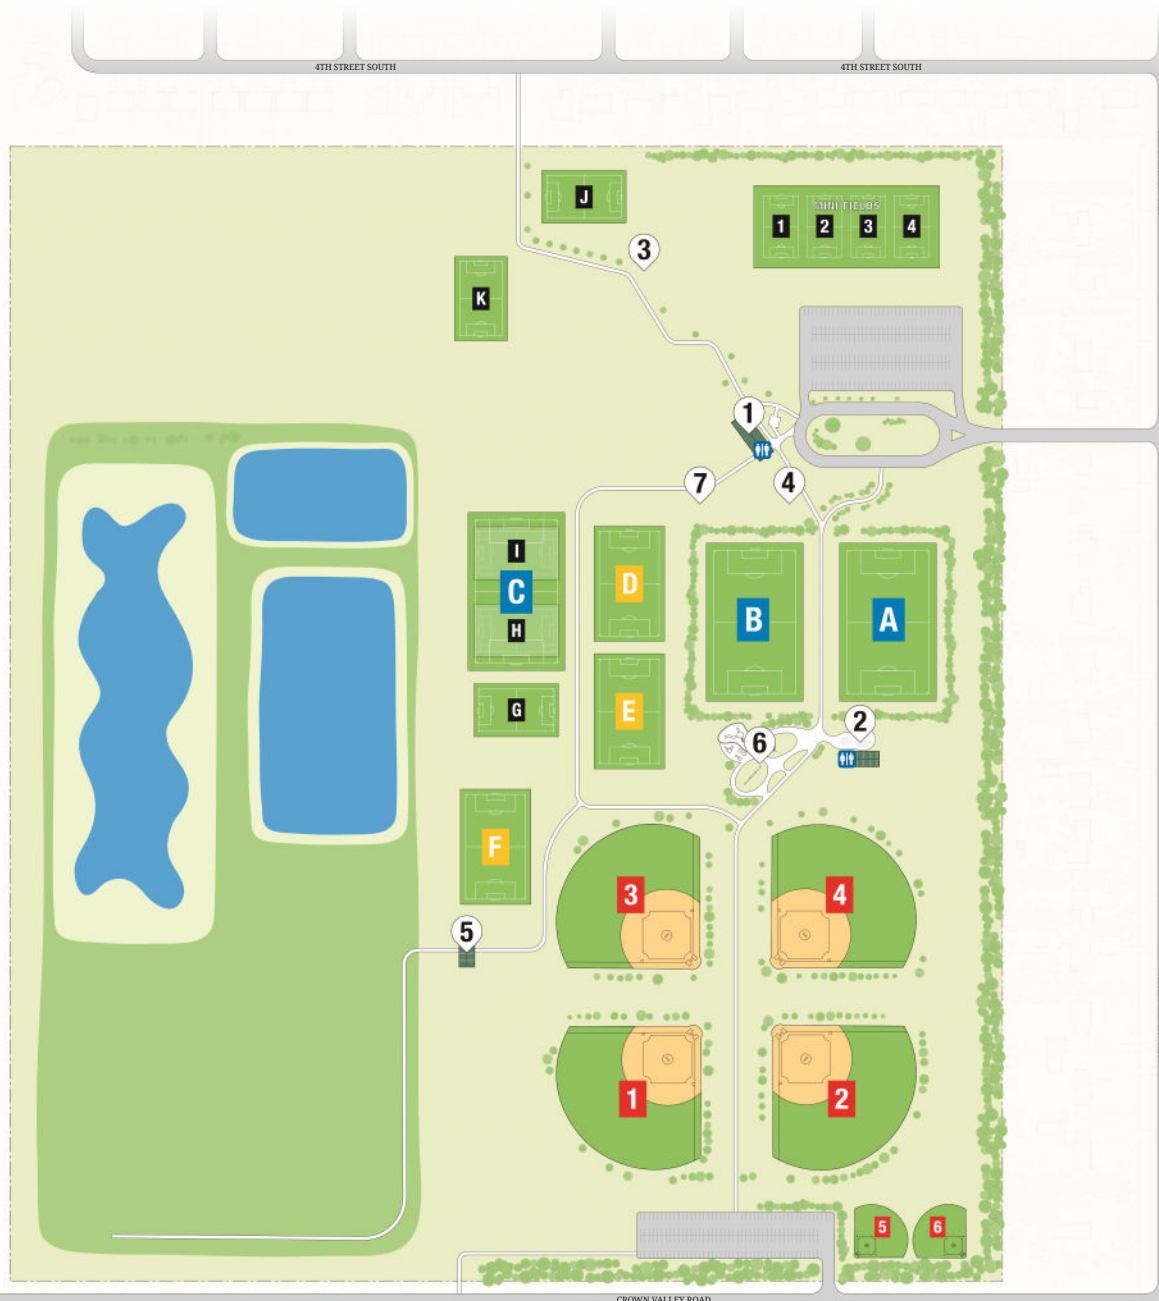 4TH STREET SOUTH
4TH STREET SOUTH
J
MINI FIELDS
1
2
3
4
3
K
1
7
4
I
C
H
D
B
A
G
E
2
6
F
3
4
5
1
2
5
6
CROWN VALLEY ROAD